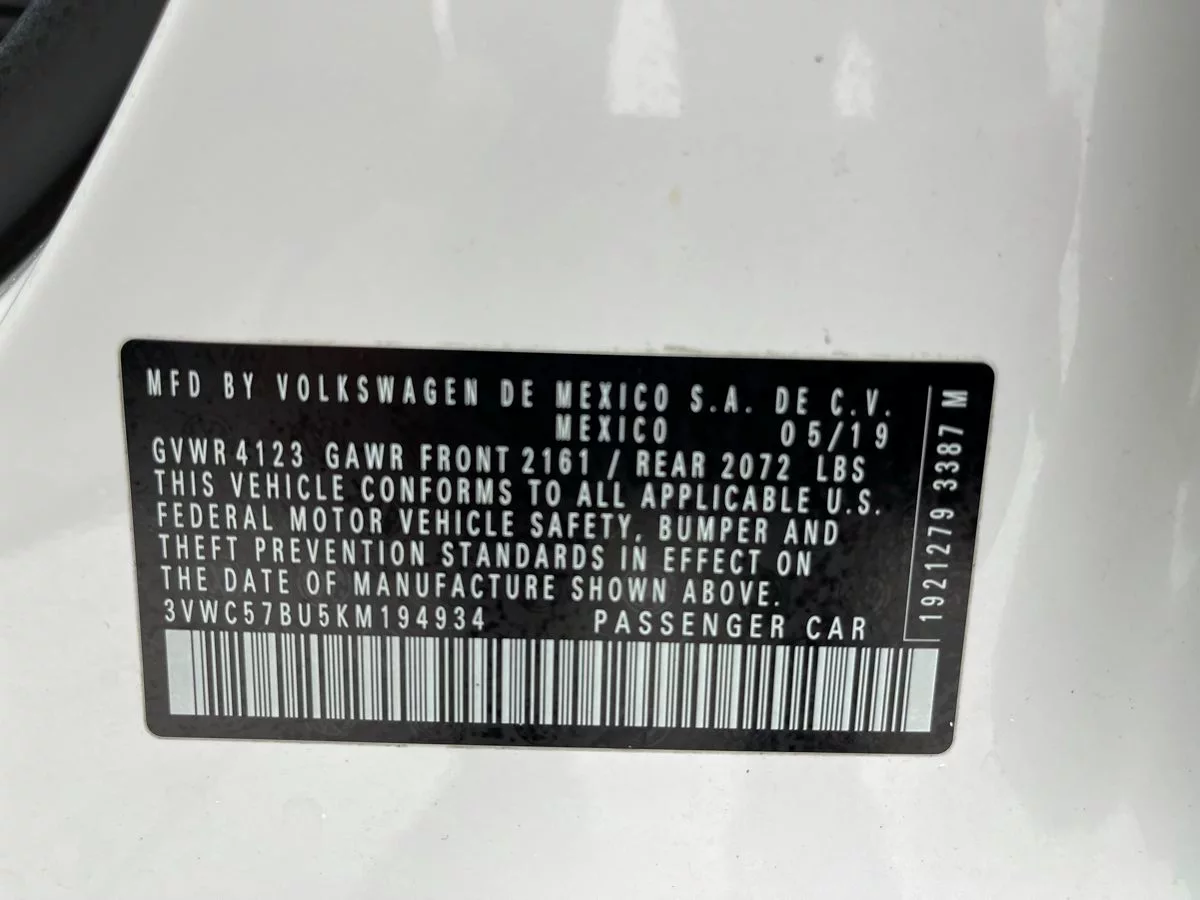 MFD BY VOLKSWAGEN DE MEXICO S.A. DE C.V.
MEXICO 05/19
GVWR 4123 GAWR FRONT 2161 / REAR 2072 LBS
THIS VEHICLE CONFORMS TO ALL APPLICABLE U.S.
FEDERAL MOTOR VEHICLE SAFETY, BUMPER AND
THEFT PREVENTION STANDARDS IN EFFECT ON
THE DATE OF MANUFACTURE SHOWN ABOVE.
3VWC57BU5KM194934 PASSENGER CAR
1921279 3387 M